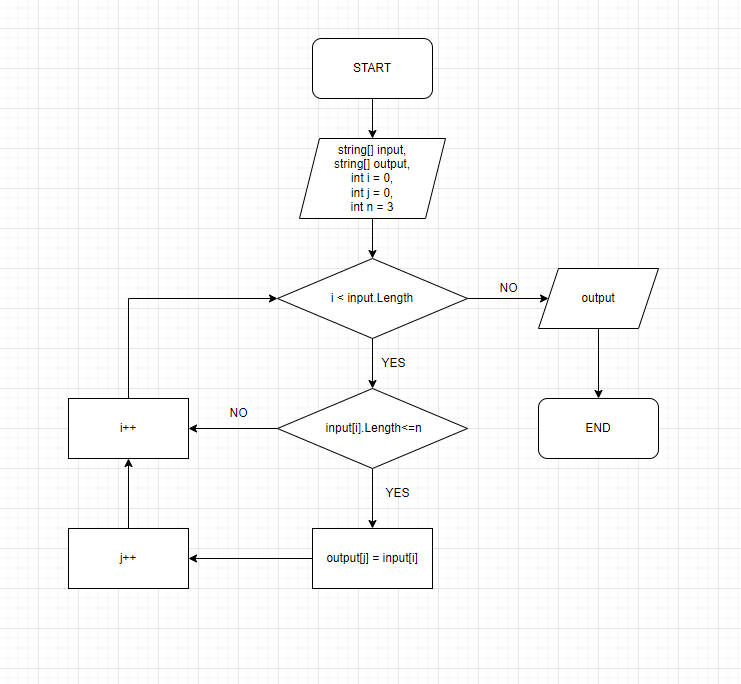 START
string[] input,
string[] output,
int i = 0,
int j = 0,
int n = 3
i < input.Length
NO
output
YES
input[i].Length<=n
NO
i++
END
YES
output[j] = input[i]
j++